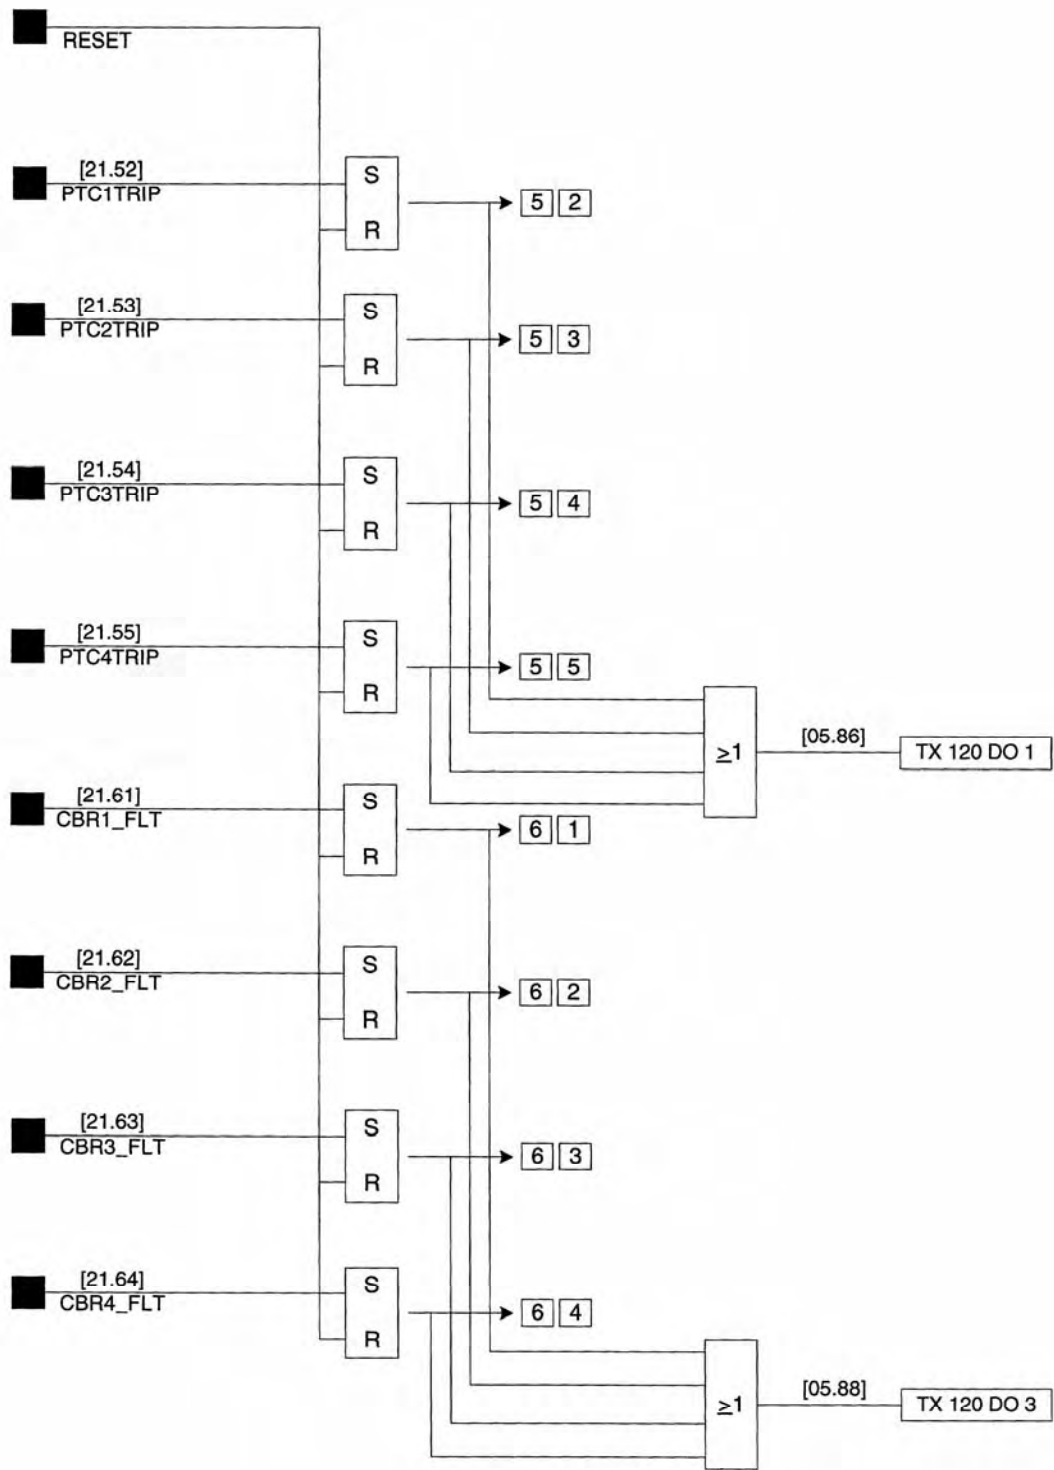 RESET
[21.52]
PTC1TRIP
S
R
5 2
[21.53]
PTC2TRIP
S
R
5 3
[21.54]
PTC3TRIP
S
R
5 4
[21.55]
PTC4TRIP
S
R
5 5
≥1
[05.86]
TX 120 DO 1
[21.61]
CBR1_FLT
S
R
6 1
[21.62]
CBR2_FLT
S
R
6 2
[21.63]
CBR3_FLT
S
R
6 3
[21.64]
CBR4_FLT
S
R
6 4
≥1
[05.88]
TX 120 DO 3